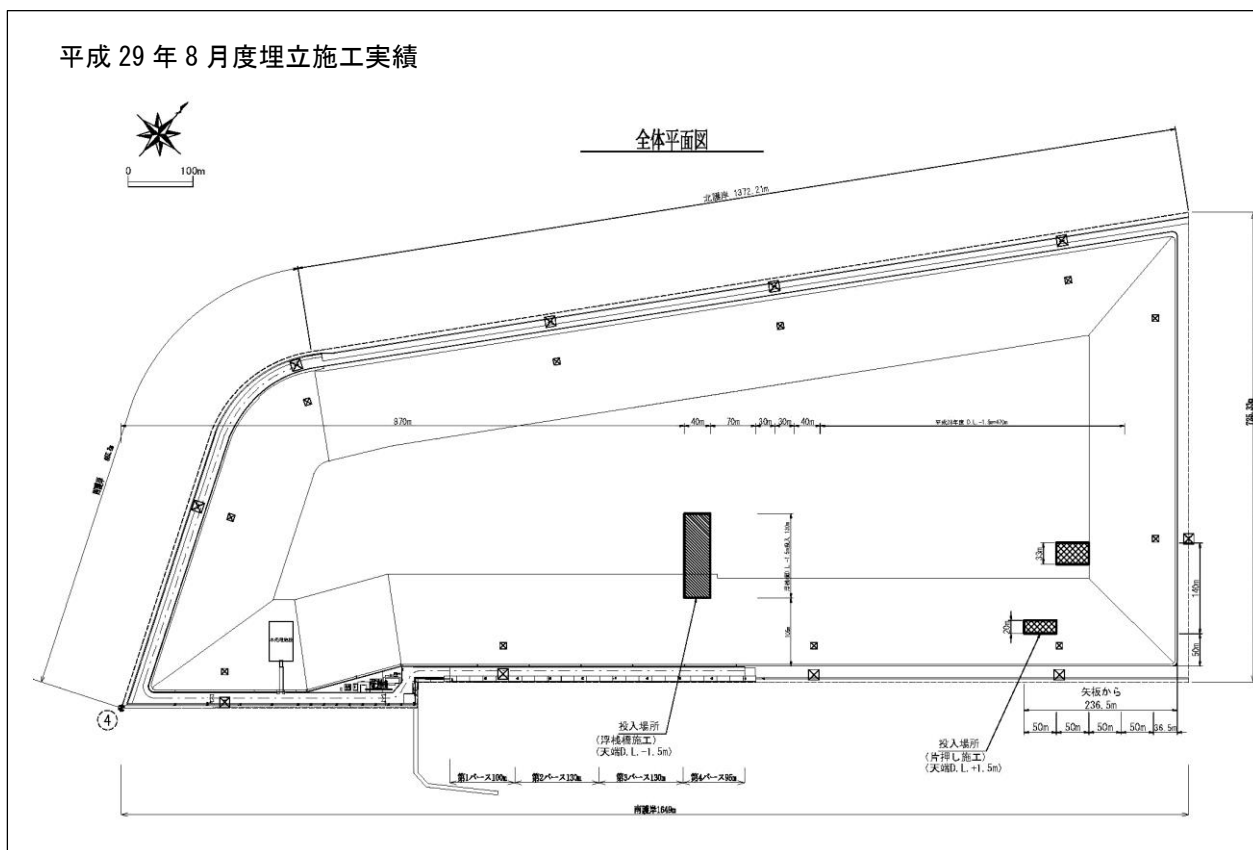 平成 29 年 8 月度埋立施工実績
全体平面図
0 100m
北護岸 1372.21m
870m 40m 70m 30m 30m 40m
33m
140m
20m
50m
矢板から
236.5m
50m 50m 50m 50m 36.5m
投入場所
(浮桟橋施工)
(天端D.L.-1.5m)
投入場所
(片押し施工)
(天端D.L.+1.5m)
④
第1バース100m 第2バース130m 第3バース130m 第4バース95m
南護岸1649m